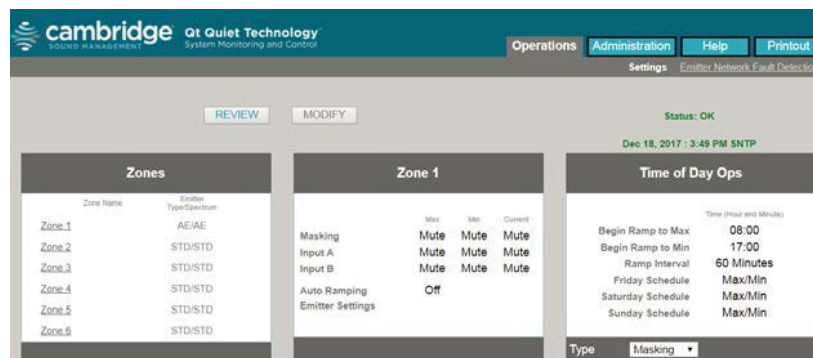 cambridge Qt Quiet Technology
SOUND MANAGEMENT System Monitoring and Control
Operations Administration Help Printout
Settings Emitter Network Fault Detectio
REVIEW MODIFY Status: OK
Dec 18, 2017 : 3:49 PM SNTP
Zones
Zone Name Emitter Type/Spectrum
Zone 1 AE/AE
Zone 2 STD/STD
Zone 3 STD/STD
Zone 4 STD/STD
Zone 5 STD/STD
Zone 6 STD/STD
Zone 1
Max Min Current
Masking Mute Mute Mute
Input A Mute Mute Mute
Input B Mute Mute Mute
Auto Ramping Off
Emitter Settings
Time of Day Ops
Time (Hour and Minute)
Begin Ramp to Max 08:00
Begin Ramp to Min 17:00
Ramp Interval 60 Minutes
Friday Schedule Max/Min
Saturday Schedule Max/Min
Sunday Schedule Max/Min
Type Masking